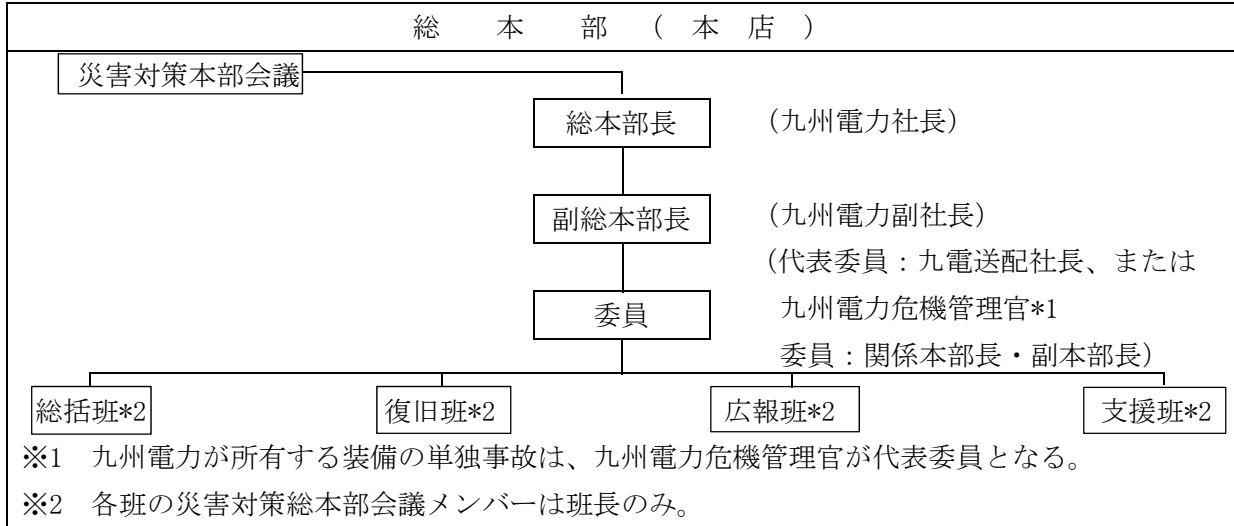 総本部(本店)
災害対策本部会議
総本部長 (九州電力社長)
副総本部長 (九州電力副社長)
(代表委員:九電送配社長、または
委員 九州電力危機管理官*1
委員:関係本部長・副本部長)
総括班*2 復旧班*2 広報班*2 支援班*2
※1 九州電力が所有する装備の単独事故は、九州電力危機管理官が代表委員となる。
※2 各班の災害対策総本部会議メンバーは班長のみ。